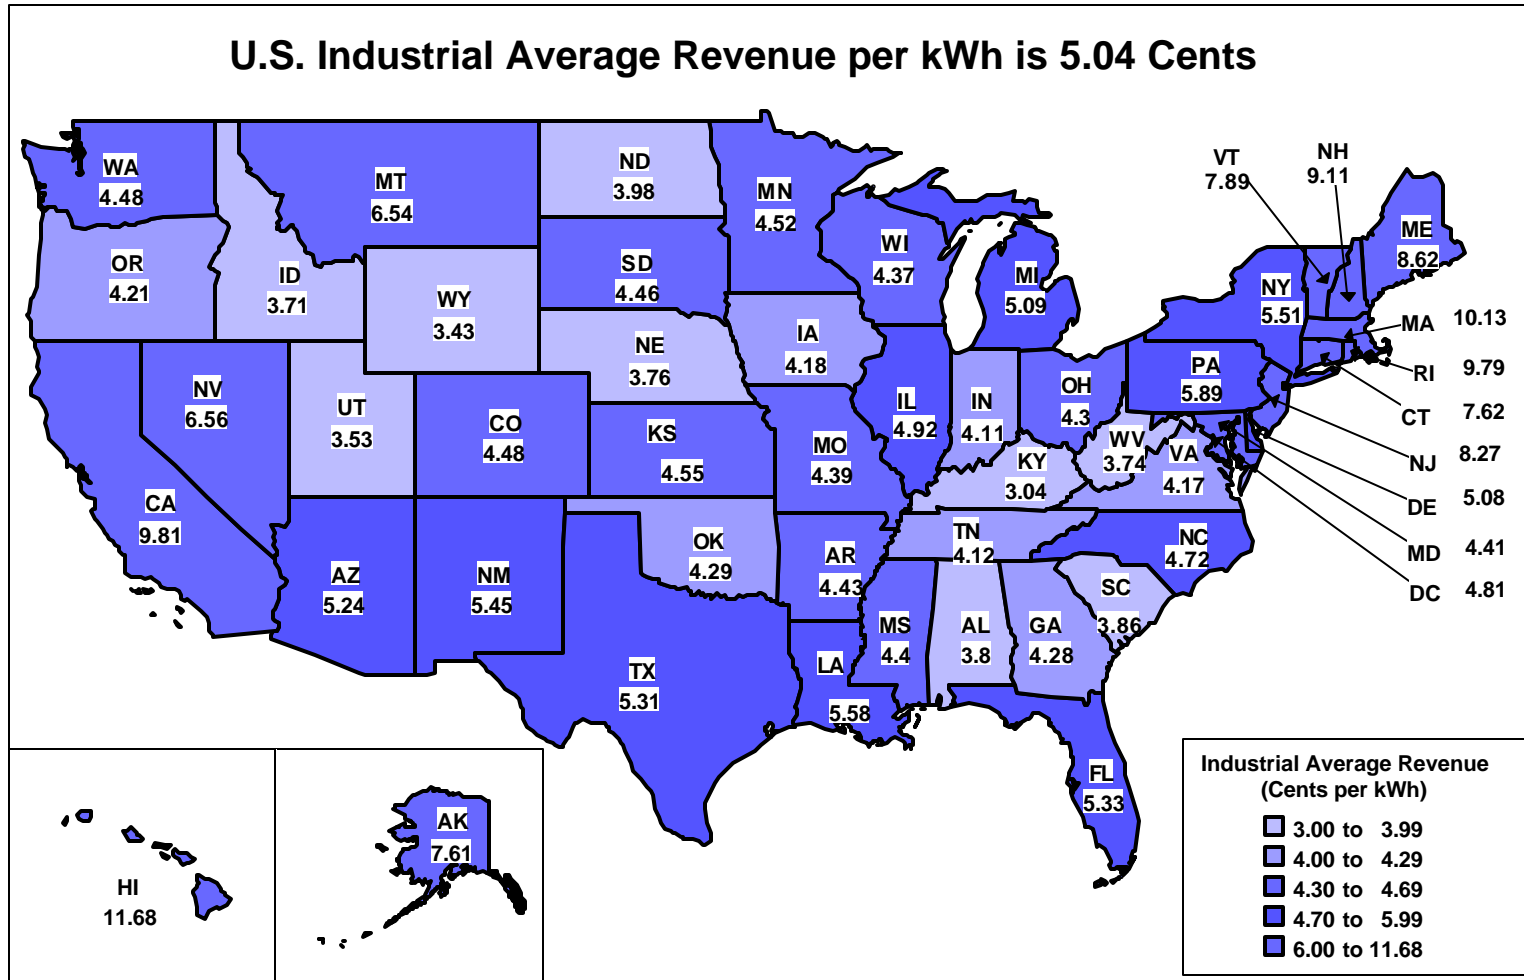 U.S. Industrial Average Revenue per kWh is 5.04 Cents
WA
4.48
MT
6.54
ND
3.98
MN
4.52
VT
7.89
NH
9.11
ME
8.62
OR
4.21
ID
3.71
WY
3.43
SD
4.46
WI
4.37
MI
5.09
NY
5.51
MA 10.13
RI 9.79
CT 7.62
NJ 8.27
DE 5.08
MD 4.41
DC 4.81
NV
6.56
UT
3.53
CO
4.48
NE
3.76
IA
4.18
KS
4.55
MO
4.39
IL
4.92
IN
4.11
OH
4.3
PA
5.89
WV
3.74
VA
4.17
KY
3.04
CA
9.81
AZ
5.24
NM
5.45
OK
4.29
AR
4.43
TN
4.12
NC
4.72
SC
3.86
MS
4.4
AL
3.8
GA
4.28
TX
5.31
LA
5.58
FL
5.33
HI
11.68
AK
7.61
Industrial Average Revenue
(Cents per kWh)
3.00 to 3.99
4.00 to 4.29
4.30 to 4.69
4.70 to 5.99
6.00 to 11.68